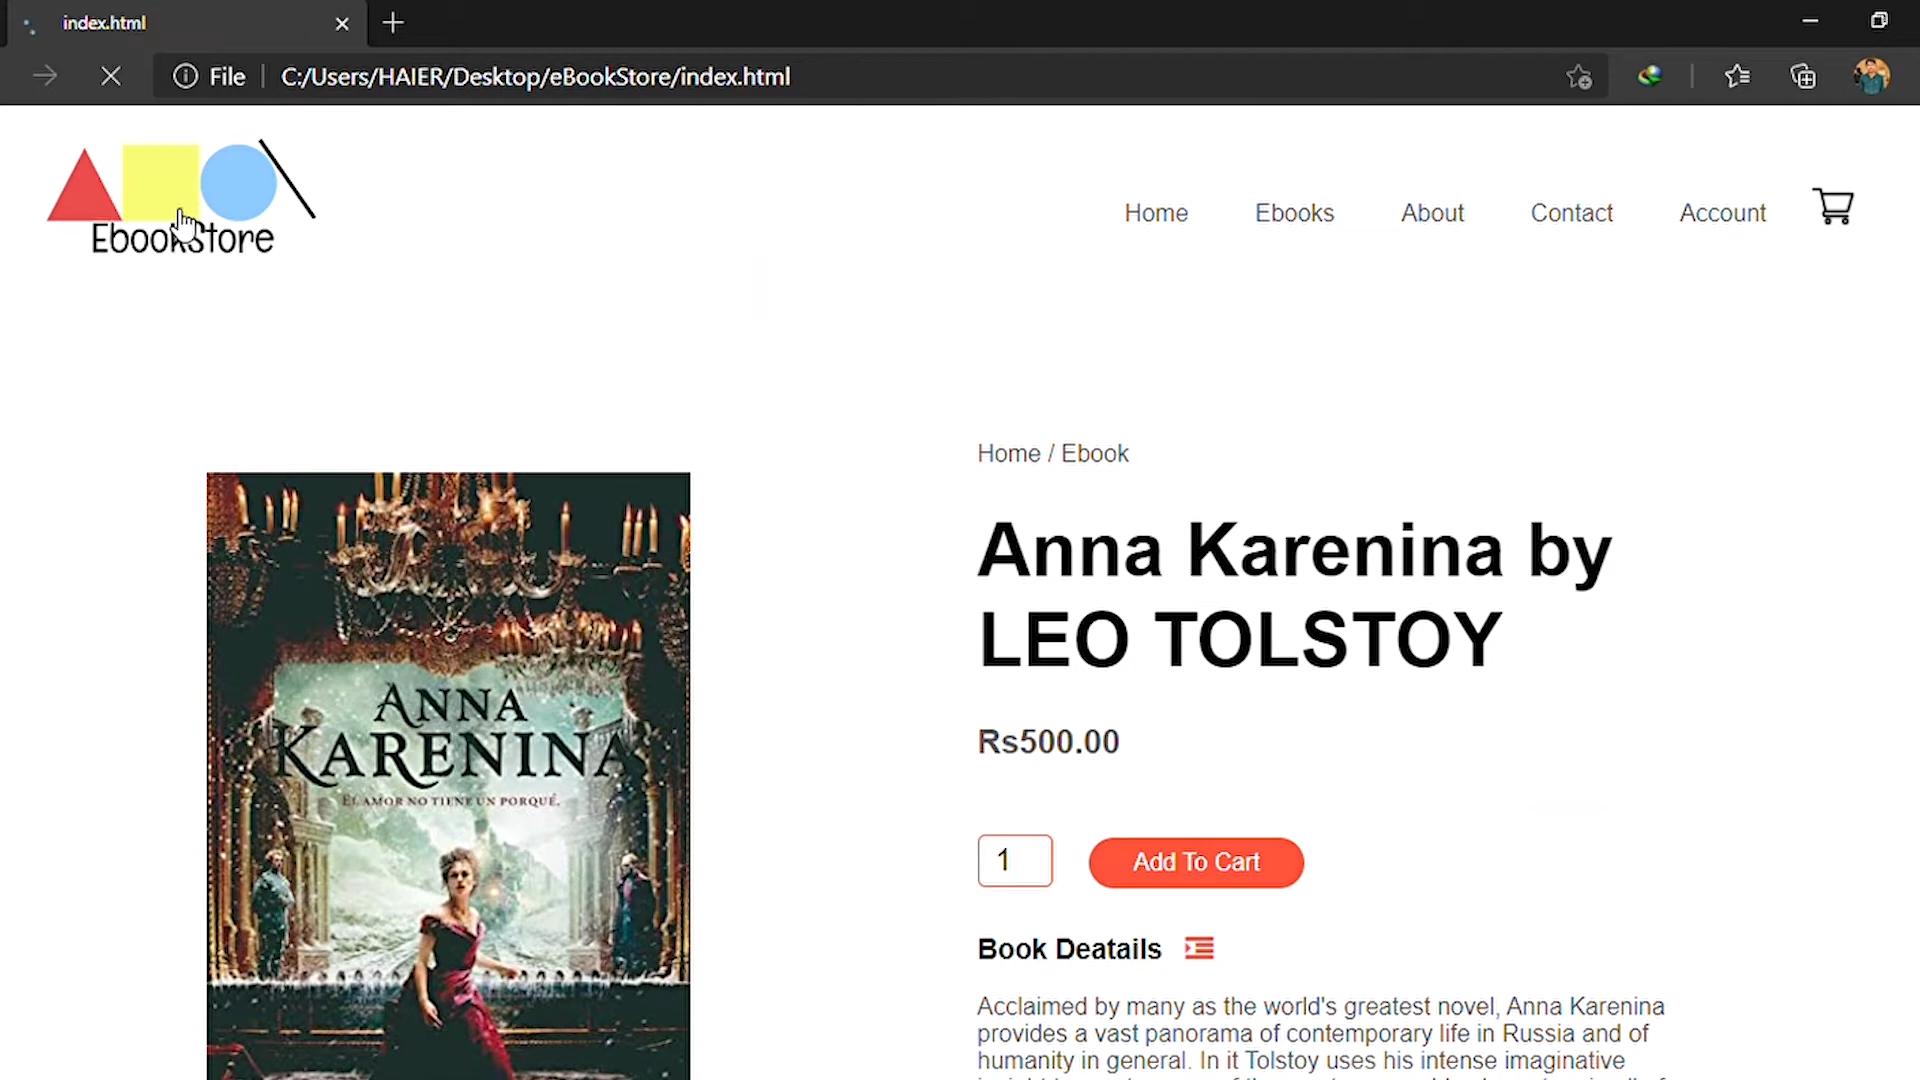 index.html
File
C:/Users/HAIER/Desktop/eBookStore/index.html
EbookStore
Home
Ebooks
About
Contact
Account
Home / Ebook
Anna Karenina by
LEO TOLSTOY
Rs500.00
1
Add To Cart
Book Deatails
Acclaimed by many as the world's greatest novel, Anna Karenina
provides a vast panorama of contemporary life in Russia and of
humanity in general. In it Tolstoy uses his intense imaginative
ANNA
KARENINA
EL AMOR NO TIENE UN PORQUÉ.